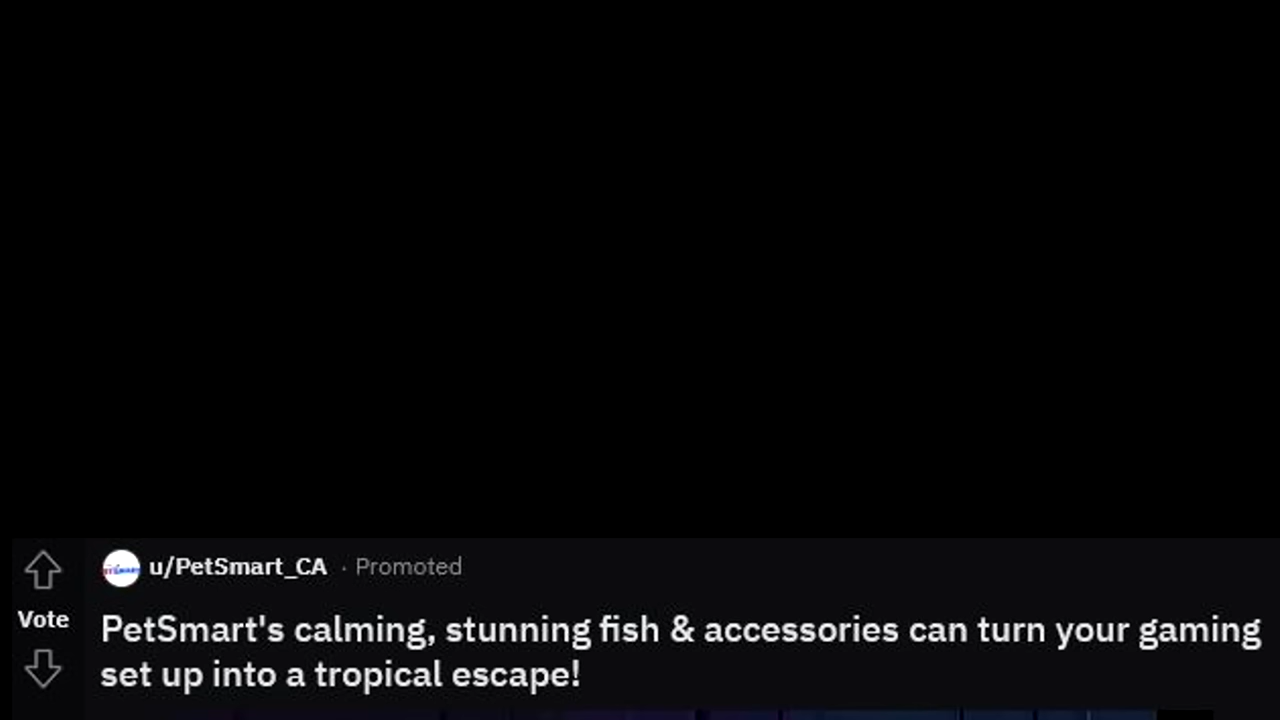 u/PetSmart_CA · Promoted
Vote
PetSmart's calming, stunning fish & accessories can turn your gaming
set up into a tropical escape!